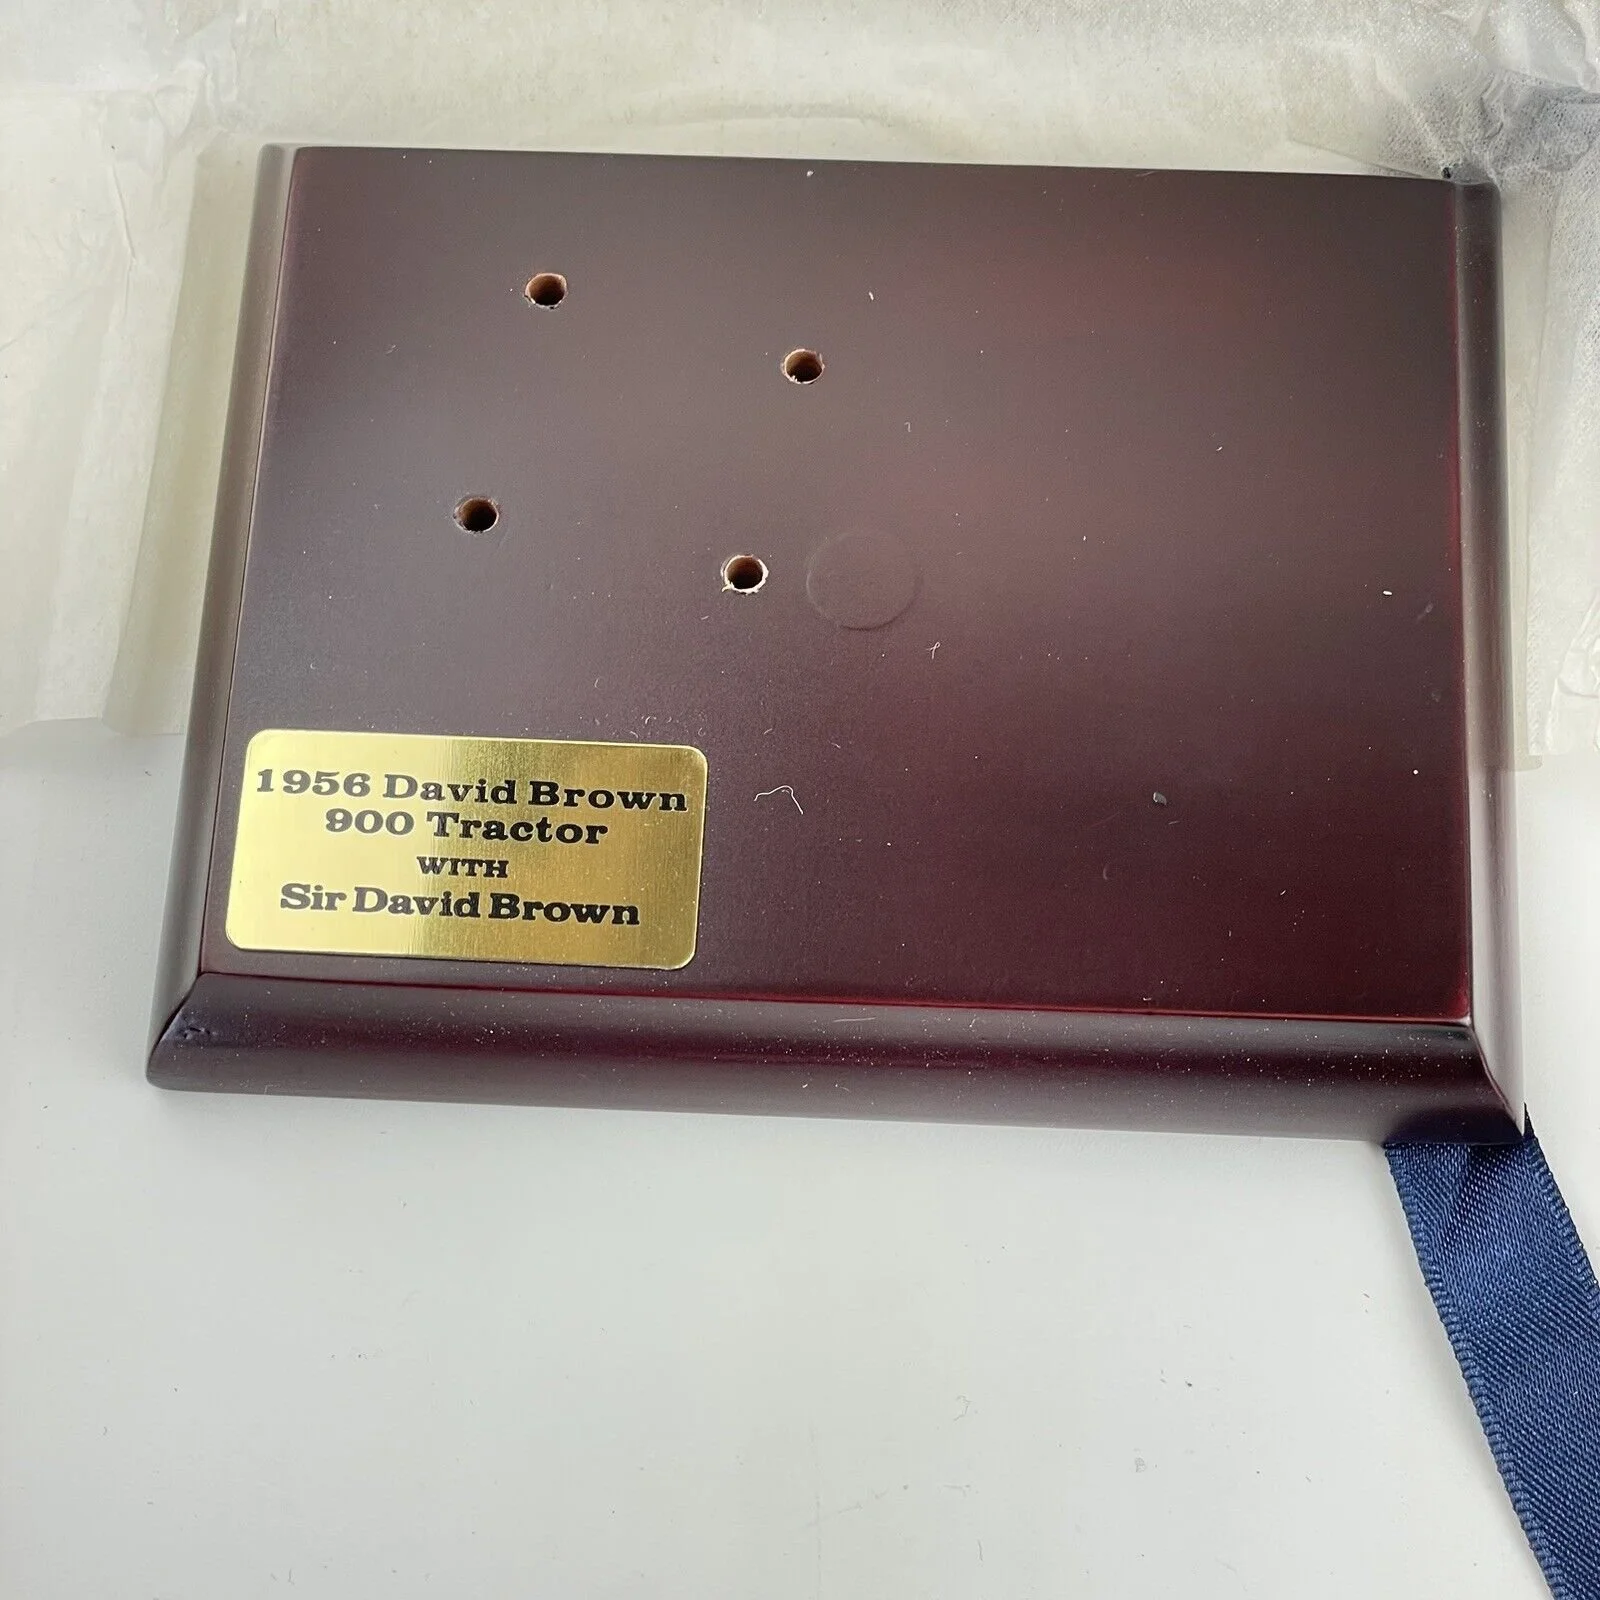 1956 David Brown
900 Tractor
WITH
Sir David Brown